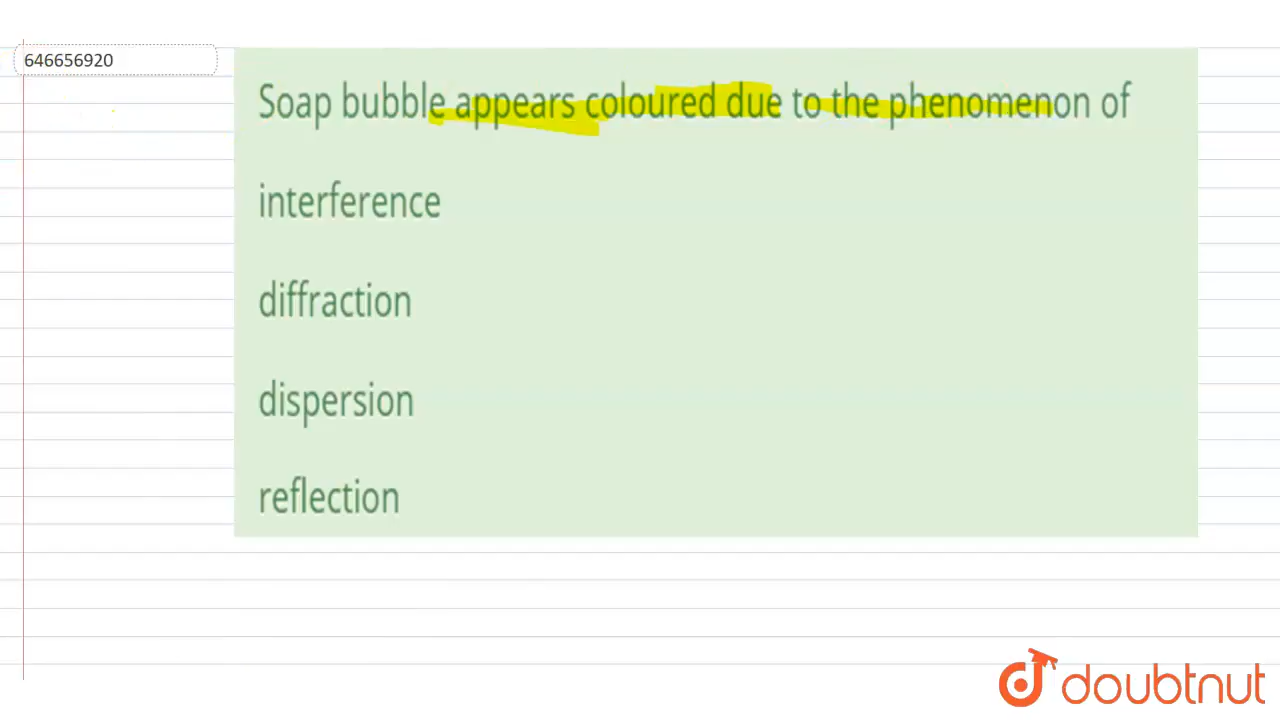 646656920
Soap bubble appears coloured due to the phenomenon of
interference
diffraction
dispersion
reflection
doubtnut